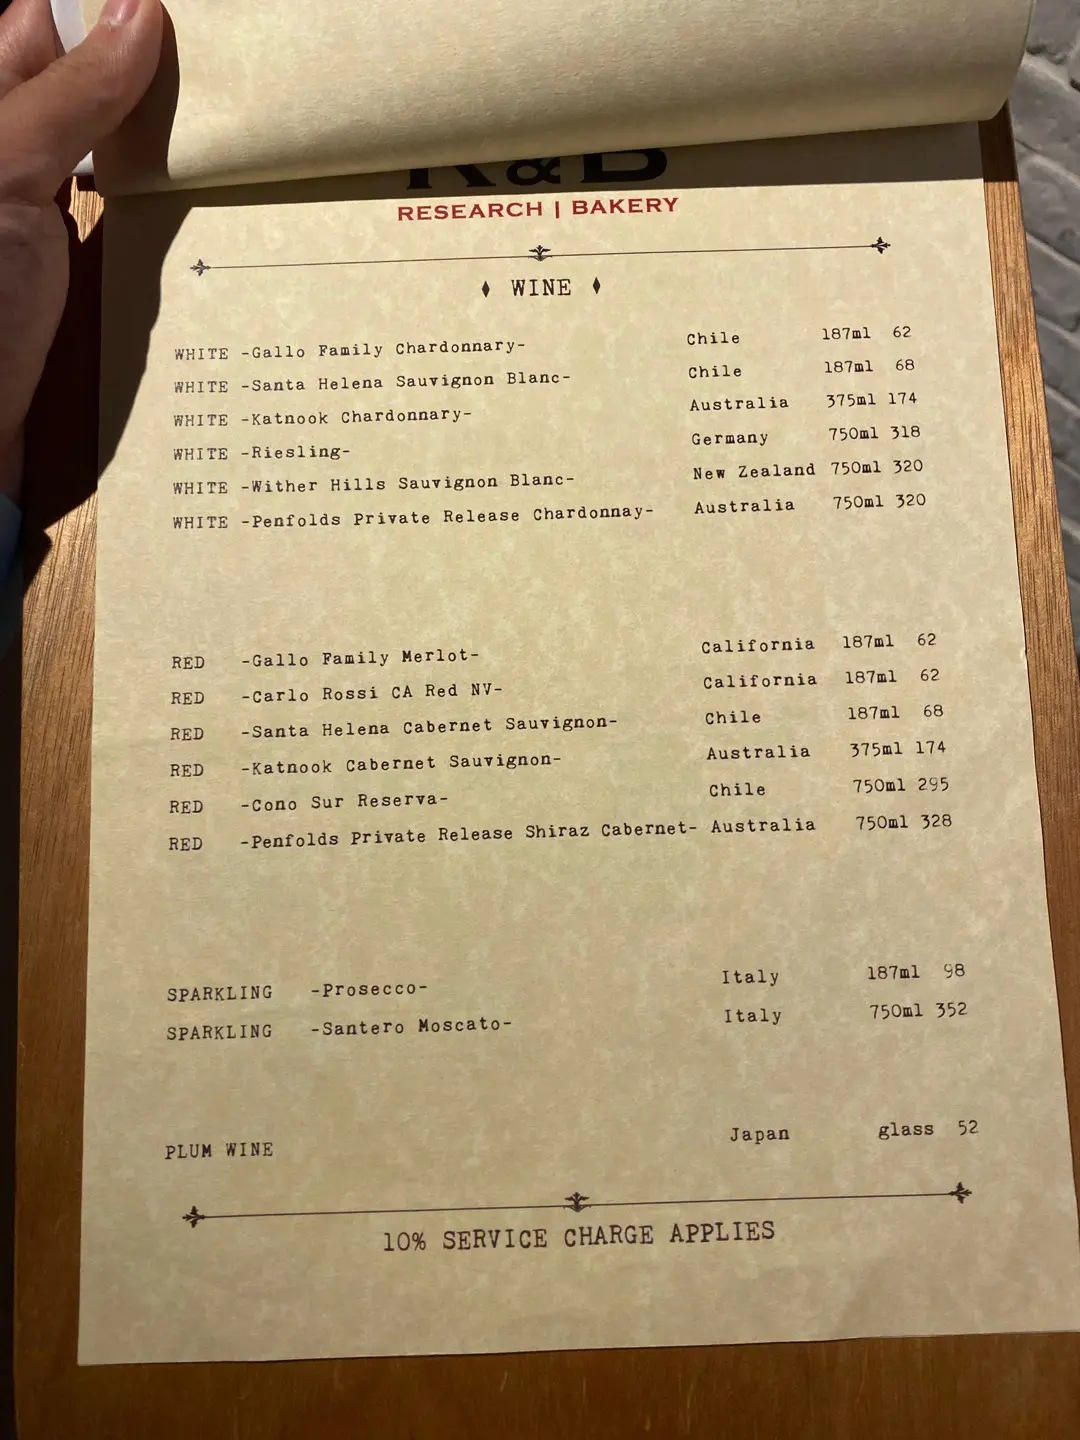 R&B
RESEARCH | BAKERY
WINE
WHITE -Gallo Family Chardonnary- Chile 187ml 62
WHITE -Santa Helena Sauvignon Blanc- Chile 187ml 68
WHITE -Katnook Chardonnary- Australia 375ml 174
WHITE -Riesling- Germany 750ml 318
WHITE -Wither Hills Sauvignon Blanc- New Zealand 750ml 320
WHITE -Penfolds Private Release Chardonnay- Australia 750ml 320
RED -Gallo Family Merlot- California 187ml 62
RED -Carlo Rossi CA Red NV- California 187ml 62
RED -Santa Helena Cabernet Sauvignon- Chile 187ml 68
RED -Katnook Cabernet Sauvignon- Australia 375ml 174
RED -Cono Sur Reserva- Chile 750ml 295
RED -Penfolds Private Release Shiraz Cabernet- Australia 750ml 328
SPARKLING -Prosecco- Italy 187ml 98
SPARKLING -Santero Moscato- Italy 750ml 352
PLUM WINE Japan glass 52
10% SERVICE CHARGE APPLIES